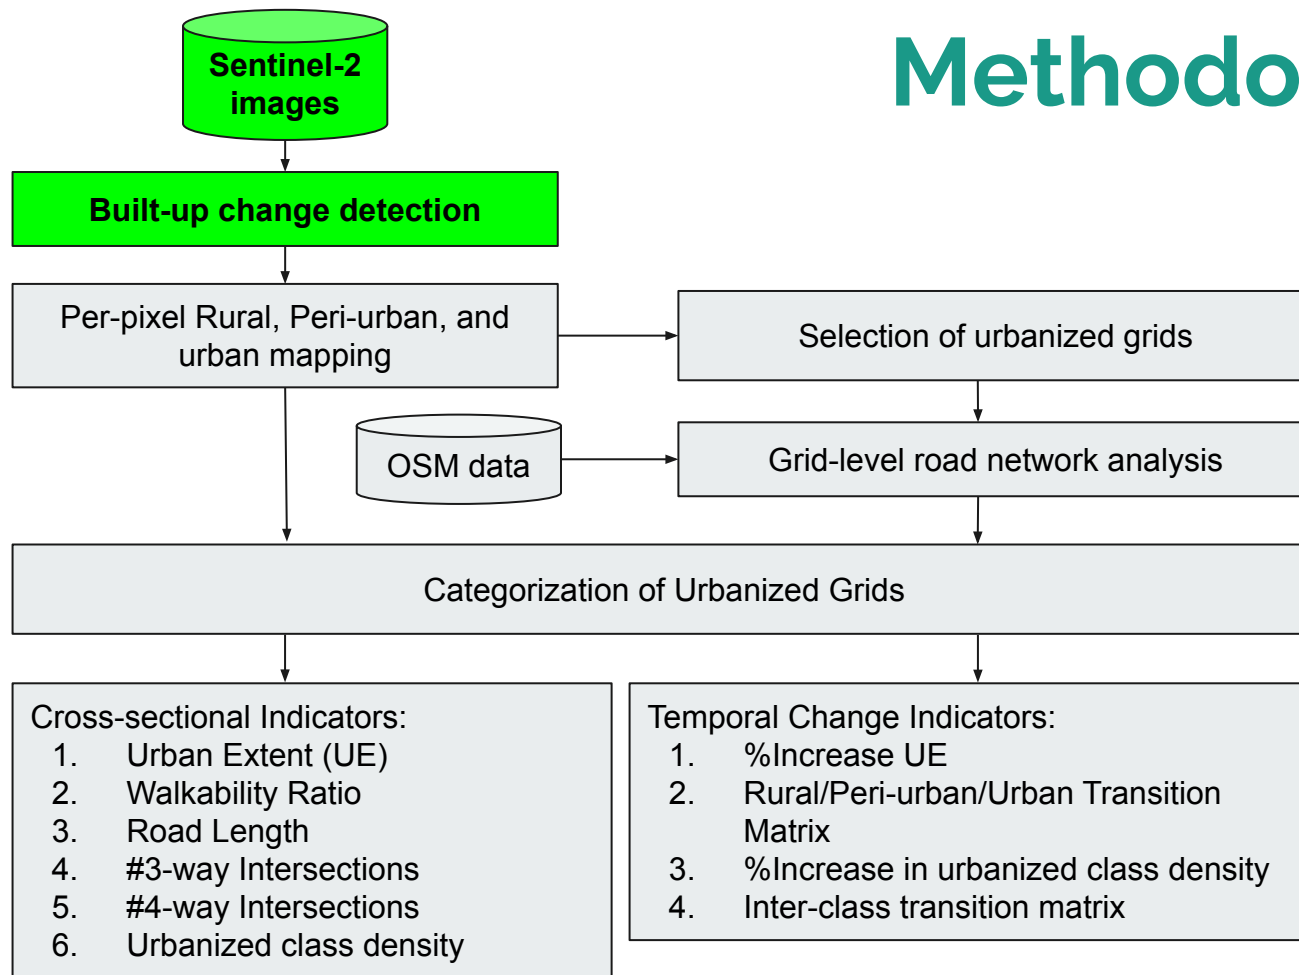 Methodo
Sentinel-2
images
Built-up change detection
Per-pixel Rural, Peri-urban, and
urban mapping
Selection of urbanized grids
OSM data
Grid-level road network analysis
Categorization of Urbanized Grids
Cross-sectional Indicators:
1. Urban Extent (UE)
2. Walkability Ratio
3. Road Length
4. #3-way Intersections
5. #4-way Intersections
6. Urbanized class density
Temporal Change Indicators:
1. %Increase UE
2. Rural/Peri-urban/Urban Transition
Matrix
3. %Increase in urbanized class density
4. Inter-class transition matrix